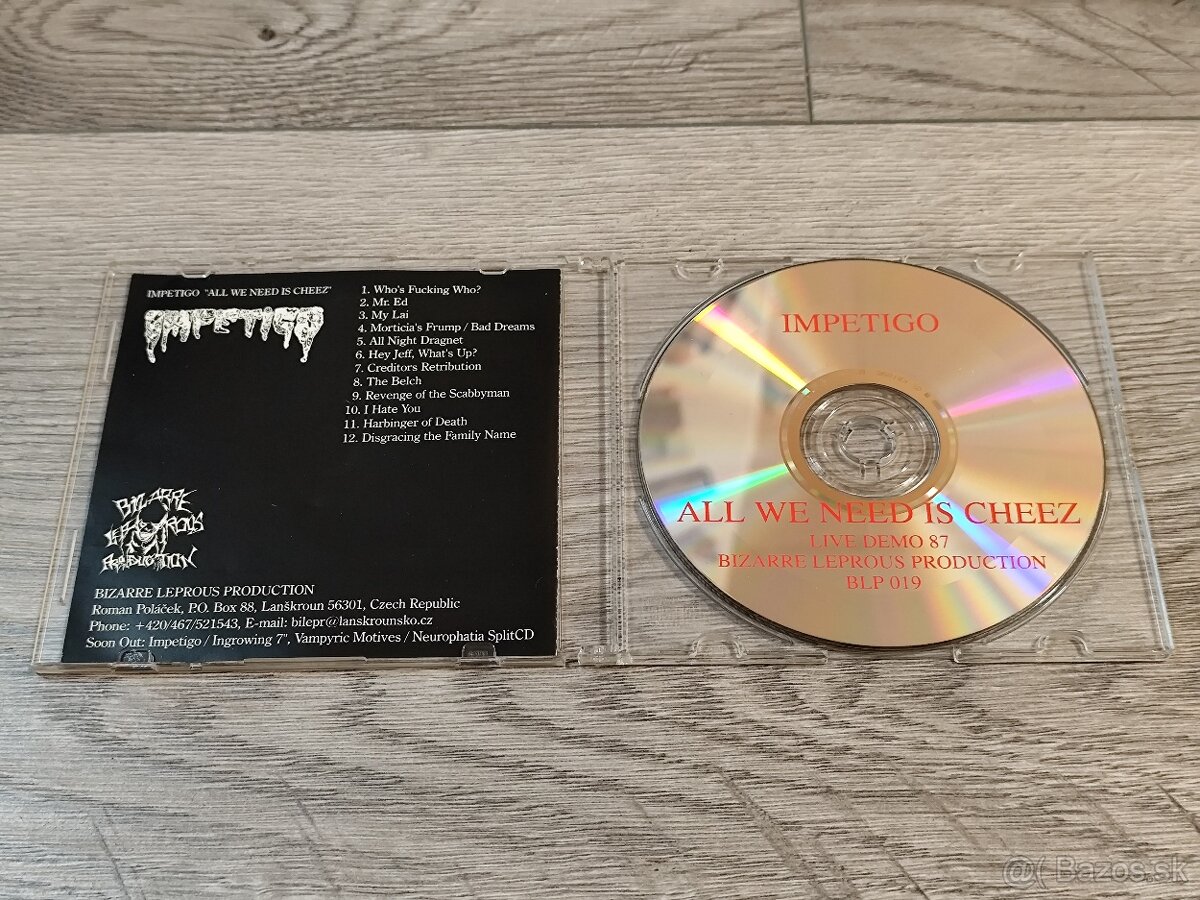 IMPETIGO "ALL WE NEED IS CHEEZ"
IMPETIGO
1. Who's Fucking Who?
2. Mr. Ed
3. My Lai
4. Morticia's Frump / Bad Dreams
5. All Night Dragnet
6. Hey Jeff, What's Up?
7. Creditors Retribution
8. The Belch
9. Revenge of the Scabbyman
10. I Hate You
11. Harbinger of Death
12. Disgracing the Family Name
BIZARRE
LEPROUS
PRODUCTION
BIZARRE LEPROUS PRODUCTION
Roman Poláček, P.O. Box 88, Lanškroun 56301, Czech Republic
Phone: +420/467/521543, E-mail: bilepr@lanskrounsko.cz
Soon Out: Impetigo / Ingrowing 7", Vampyric Motives / Neurophatia SplitCD
IMPETIGO
ALL WE NEED IS CHEEZ
LIVE DEMO 87
BIZARRE LEPROUS PRODUCTION
BLP 019
@( Bazos.sk